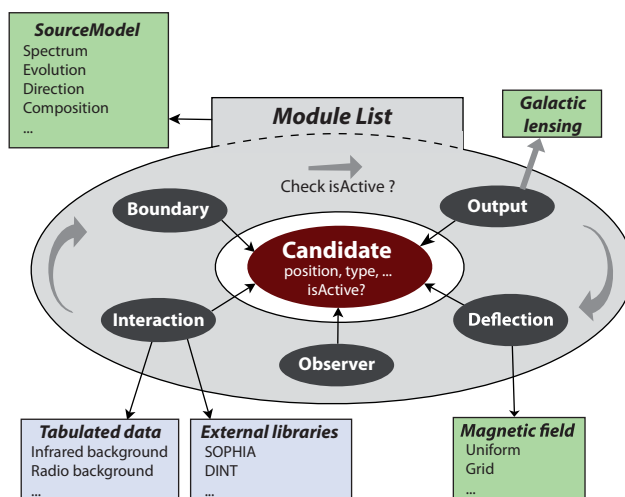 SourceModel
Spectrum
Evolution
Direction
Composition
...
Module List
Galactic
lensing
Check isActive ?
Boundary
Output
Candidate
position, type, ...
isActive?
Interaction
Deflection
Observer
Tabulated data
Infrared background
Radio background
...
External libraries
SOPHIA
DINT
...
Magnetic field
Uniform
Grid
...